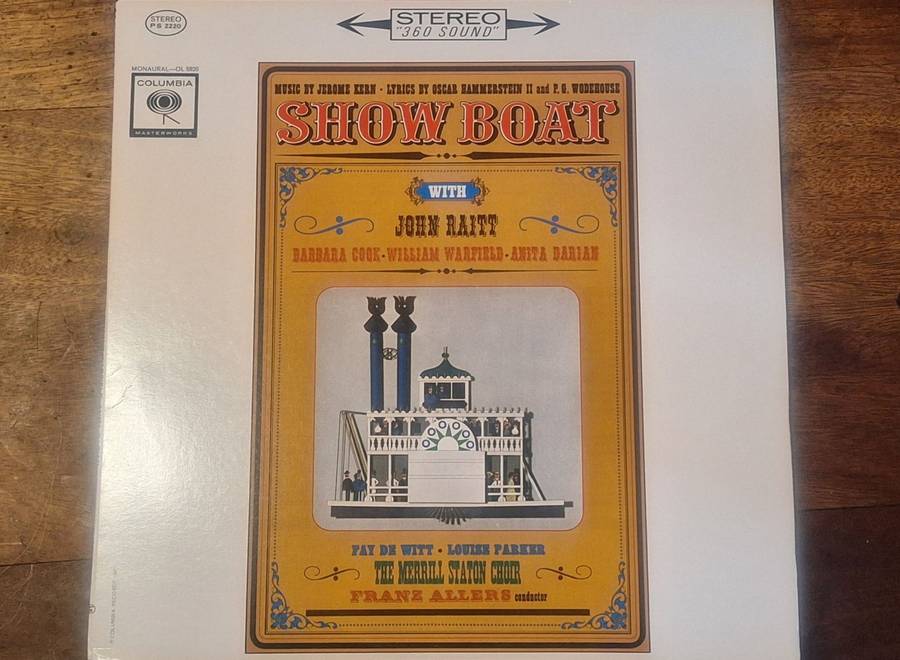 STEREO
PS 2220
STEREO
"360 SOUND"
MONAURAL—OL 5820
COLUMBIA
MASTERWORKS
MUSIC BY JEROME KERN · LYRICS BY OSCAR HAMMERSTEIN II and P. G. WODEHOUSE
SHOW BOAT
WITH
JOHN RAITT
BARBARA COOK · WILLIAM WARFIELD · ANITA DARIAN
FAY DE WITT · LOUISE PARKER
THE MERRILL STATON CHOIR
FRANZ ALLERS conductor